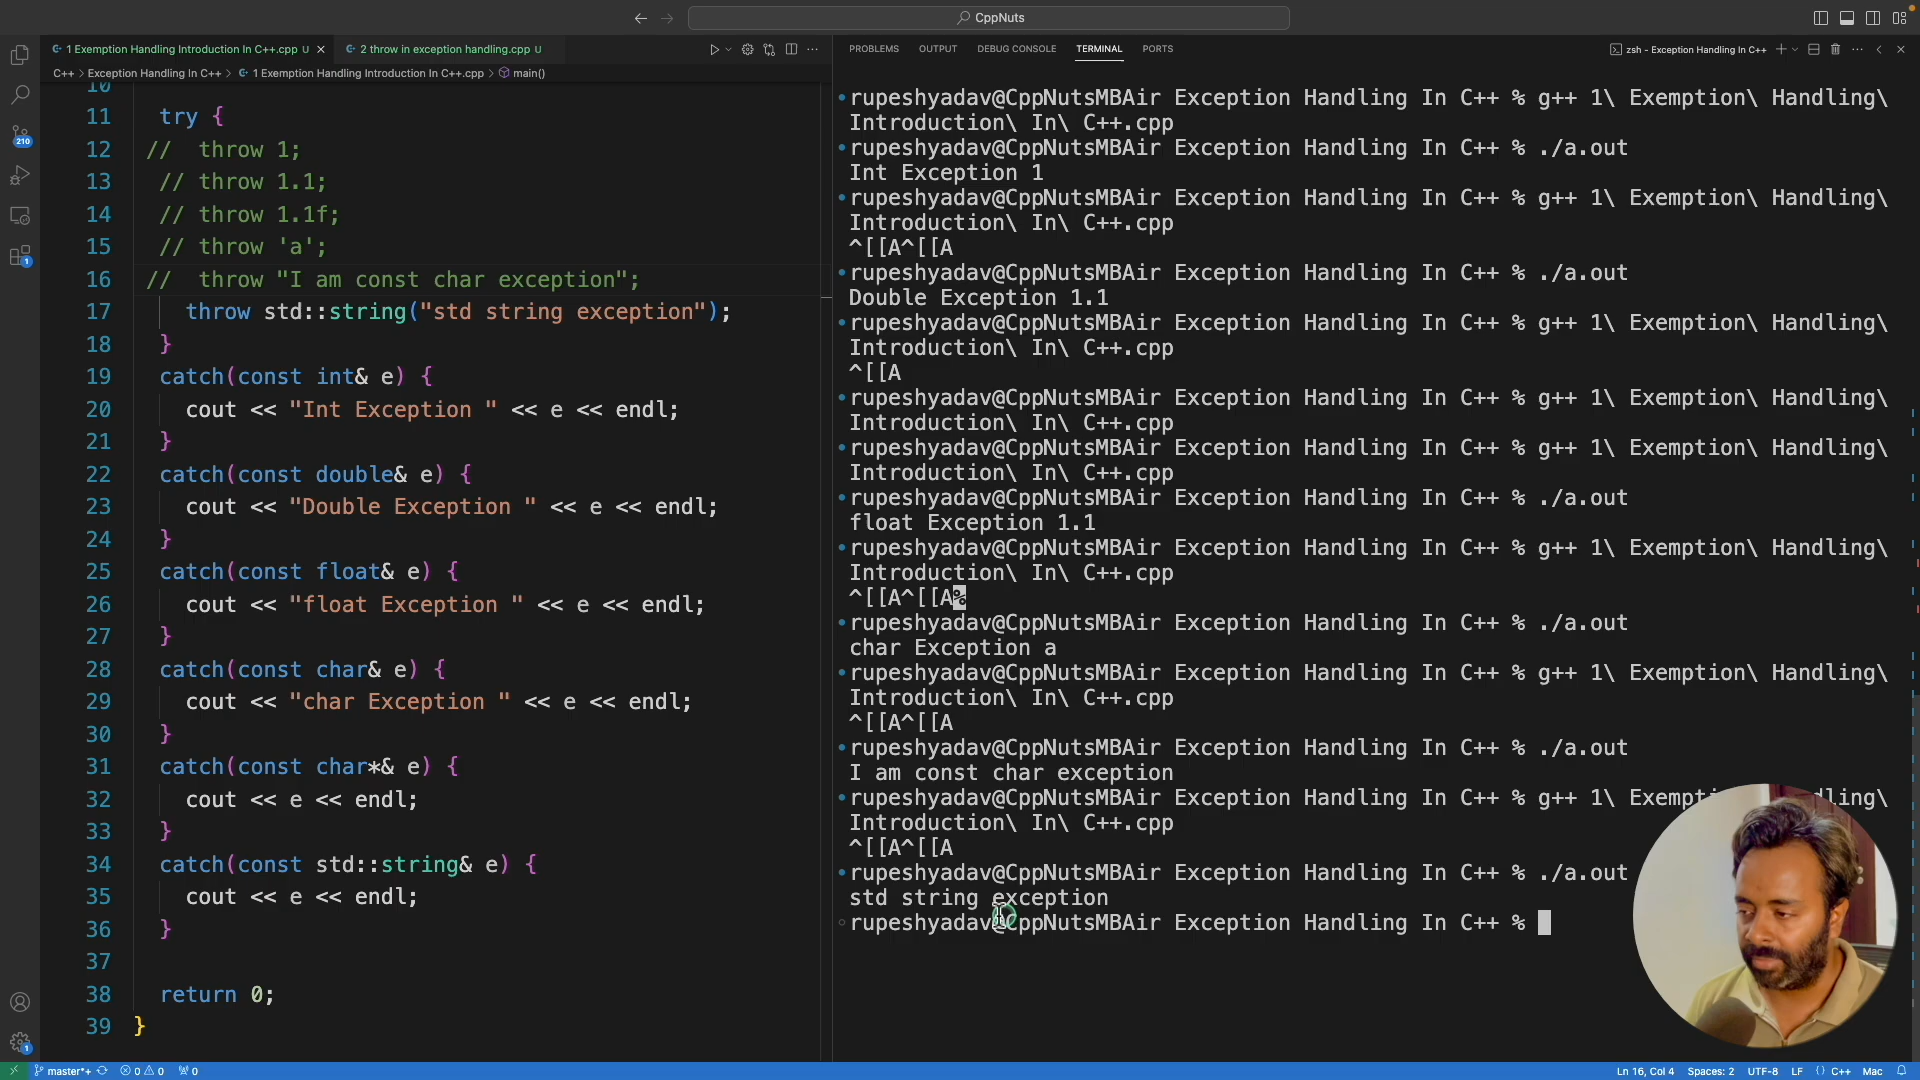 CppNuts
1 Exemption Handling Introduction In C++.cpp U
2 throw in exception handling.cpp U
C++ > Exception Handling In C++ > 1 Exemption Handling Introduction In C++.cpp > main()
10
11 try {
12 // throw 1;
13 // throw 1.1;
14 // throw 1.1f;
15 // throw 'a';
16 // throw "I am const char exception";
17 throw std::string("std string exception");
18 }
19 catch(const int& e) {
20 cout << "Int Exception " << e << endl;
21 }
22 catch(const double& e) {
23 cout << "Double Exception " << e << endl;
24 }
25 catch(const float& e) {
26 cout << "float Exception " << e << endl;
27 }
28 catch(const char& e) {
29 cout << "char Exception " << e << endl;
30 }
31 catch(const char*& e) {
32 cout << e << endl;
33 }
34 catch(const std::string& e) {
35 cout << e << endl;
36 }
37
38 return 0;
39 }
PROBLEMS OUTPUT DEBUG CONSOLE TERMINAL PORTS
zsh - Exception Handling In C++
rupeshyadav@CppNutsMBAir Exception Handling In C++ % g++ 1\ Exemption\ Handling\
Introduction\ In\ C++.cpp
rupeshyadav@CppNutsMBAir Exception Handling In C++ % ./a.out
Int Exception 1
rupeshyadav@CppNutsMBAir Exception Handling In C++ % g++ 1\ Exemption\ Handling\
Introduction\ In\ C++.cpp
^[[A^[[A
rupeshyadav@CppNutsMBAir Exception Handling In C++ % ./a.out
Double Exception 1.1
rupeshyadav@CppNutsMBAir Exception Handling In C++ % g++ 1\ Exemption\ Handling\
Introduction\ In\ C++.cpp
^[[A
rupeshyadav@CppNutsMBAir Exception Handling In C++ % g++ 1\ Exemption\ Handling\
Introduction\ In\ C++.cpp
rupeshyadav@CppNutsMBAir Exception Handling In C++ % g++ 1\ Exemption\ Handling\
Introduction\ In\ C++.cpp
rupeshyadav@CppNutsMBAir Exception Handling In C++ % ./a.out
float Exception 1.1
rupeshyadav@CppNutsMBAir Exception Handling In C++ % g++ 1\ Exemption\ Handling\
Introduction\ In\ C++.cpp
^[[A^[[A%
rupeshyadav@CppNutsMBAir Exception Handling In C++ % ./a.out
char Exception a
rupeshyadav@CppNutsMBAir Exception Handling In C++ % g++ 1\ Exemption\ Handling\
Introduction\ In\ C++.cpp
^[[A^[[A
rupeshyadav@CppNutsMBAir Exception Handling In C++ % ./a.out
I am const char exception
rupeshyadav@CppNutsMBAir Exception Handling In C++ % g++ 1\ Exemption\ Handling\
Introduction\ In\ C++.cpp
^[[A^[[A
rupeshyadav@CppNutsMBAir Exception Handling In C++ % ./a.out
std string exception
rupeshyadav@CppNutsMBAir Exception Handling In C++ %
210
1
1
master*+ 0 0 0
Ln 16, Col 4 Spaces: 2 UTF-8 LF {} C++ Mac